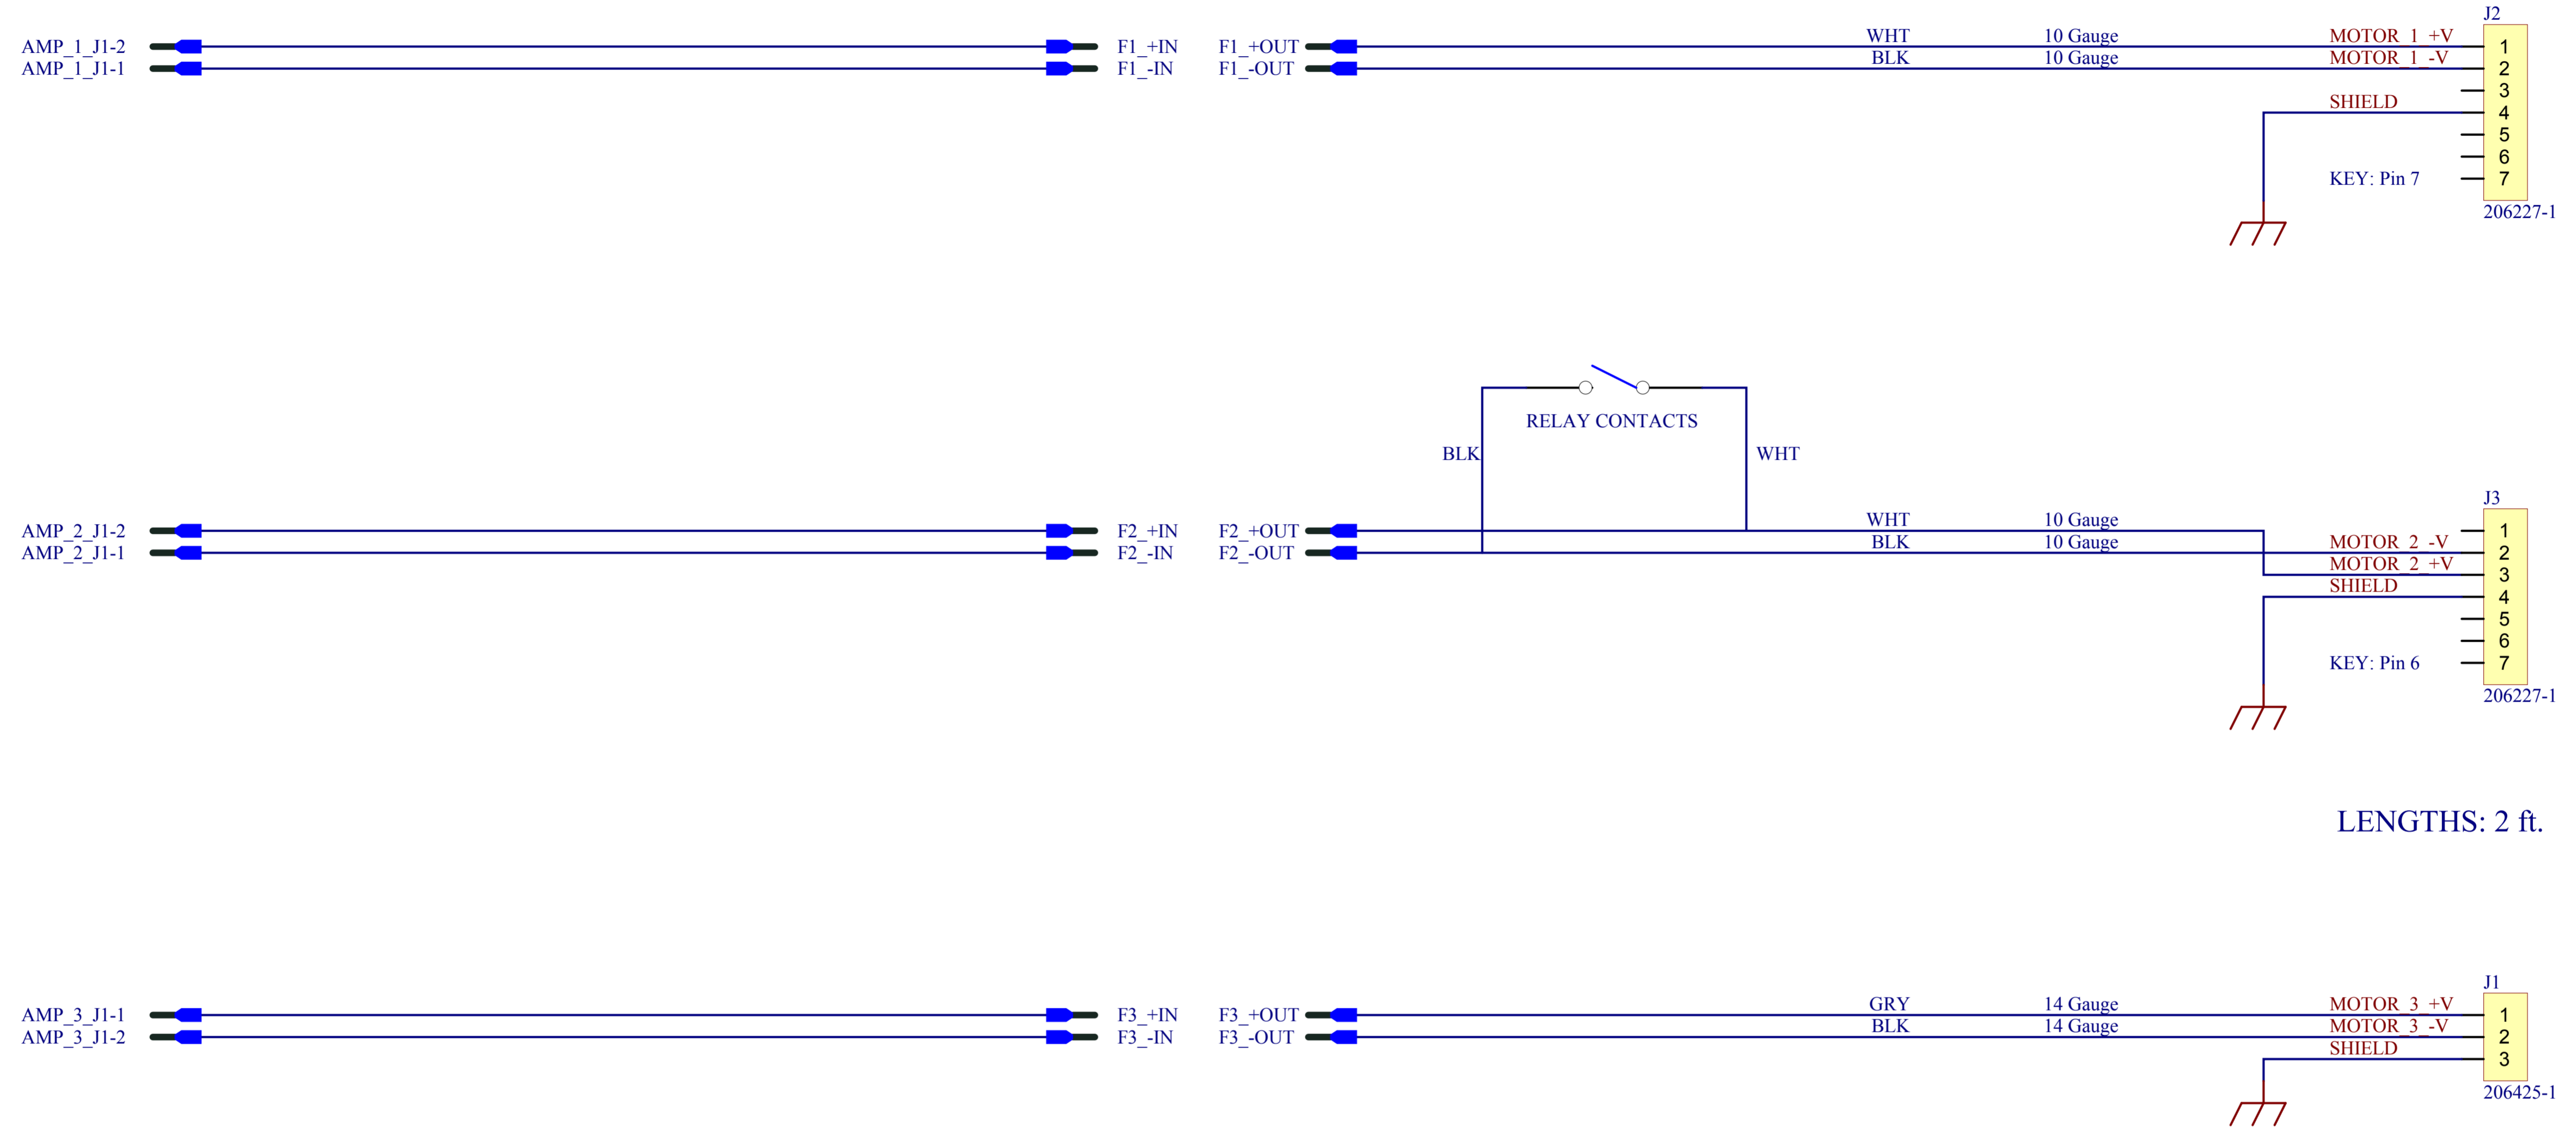 J2
AMP_1_J1-2 F1_+IN F1_+OUT WHT 10 Gauge MOTOR_1_+V 1
AMP_1_J1-1 F1_-IN F1_-OUT BLK 10 Gauge MOTOR_1_-V 2
3
SHIELD 4
5
6
KEY: Pin 7 7
206227-1
RELAY CONTACTS
BLK WHT
J3
AMP_2_J1-2 F2_+IN F2_+OUT WHT 10 Gauge 1
AMP_2_J1-1 F2_-IN F2_-OUT BLK 10 Gauge MOTOR_2_-V 2
MOTOR_2_+V 3
SHIELD 4
5
6
KEY: Pin 6 7
206227-1
LENGTHS: 2 ft.
J1
AMP_3_J1-1 F3_+IN F3_+OUT GRY 14 Gauge MOTOR_3_+V 1
AMP_3_J1-2 F3_-IN F3_-OUT BLK 14 Gauge MOTOR_3_-V 2
SHIELD 3
206425-1